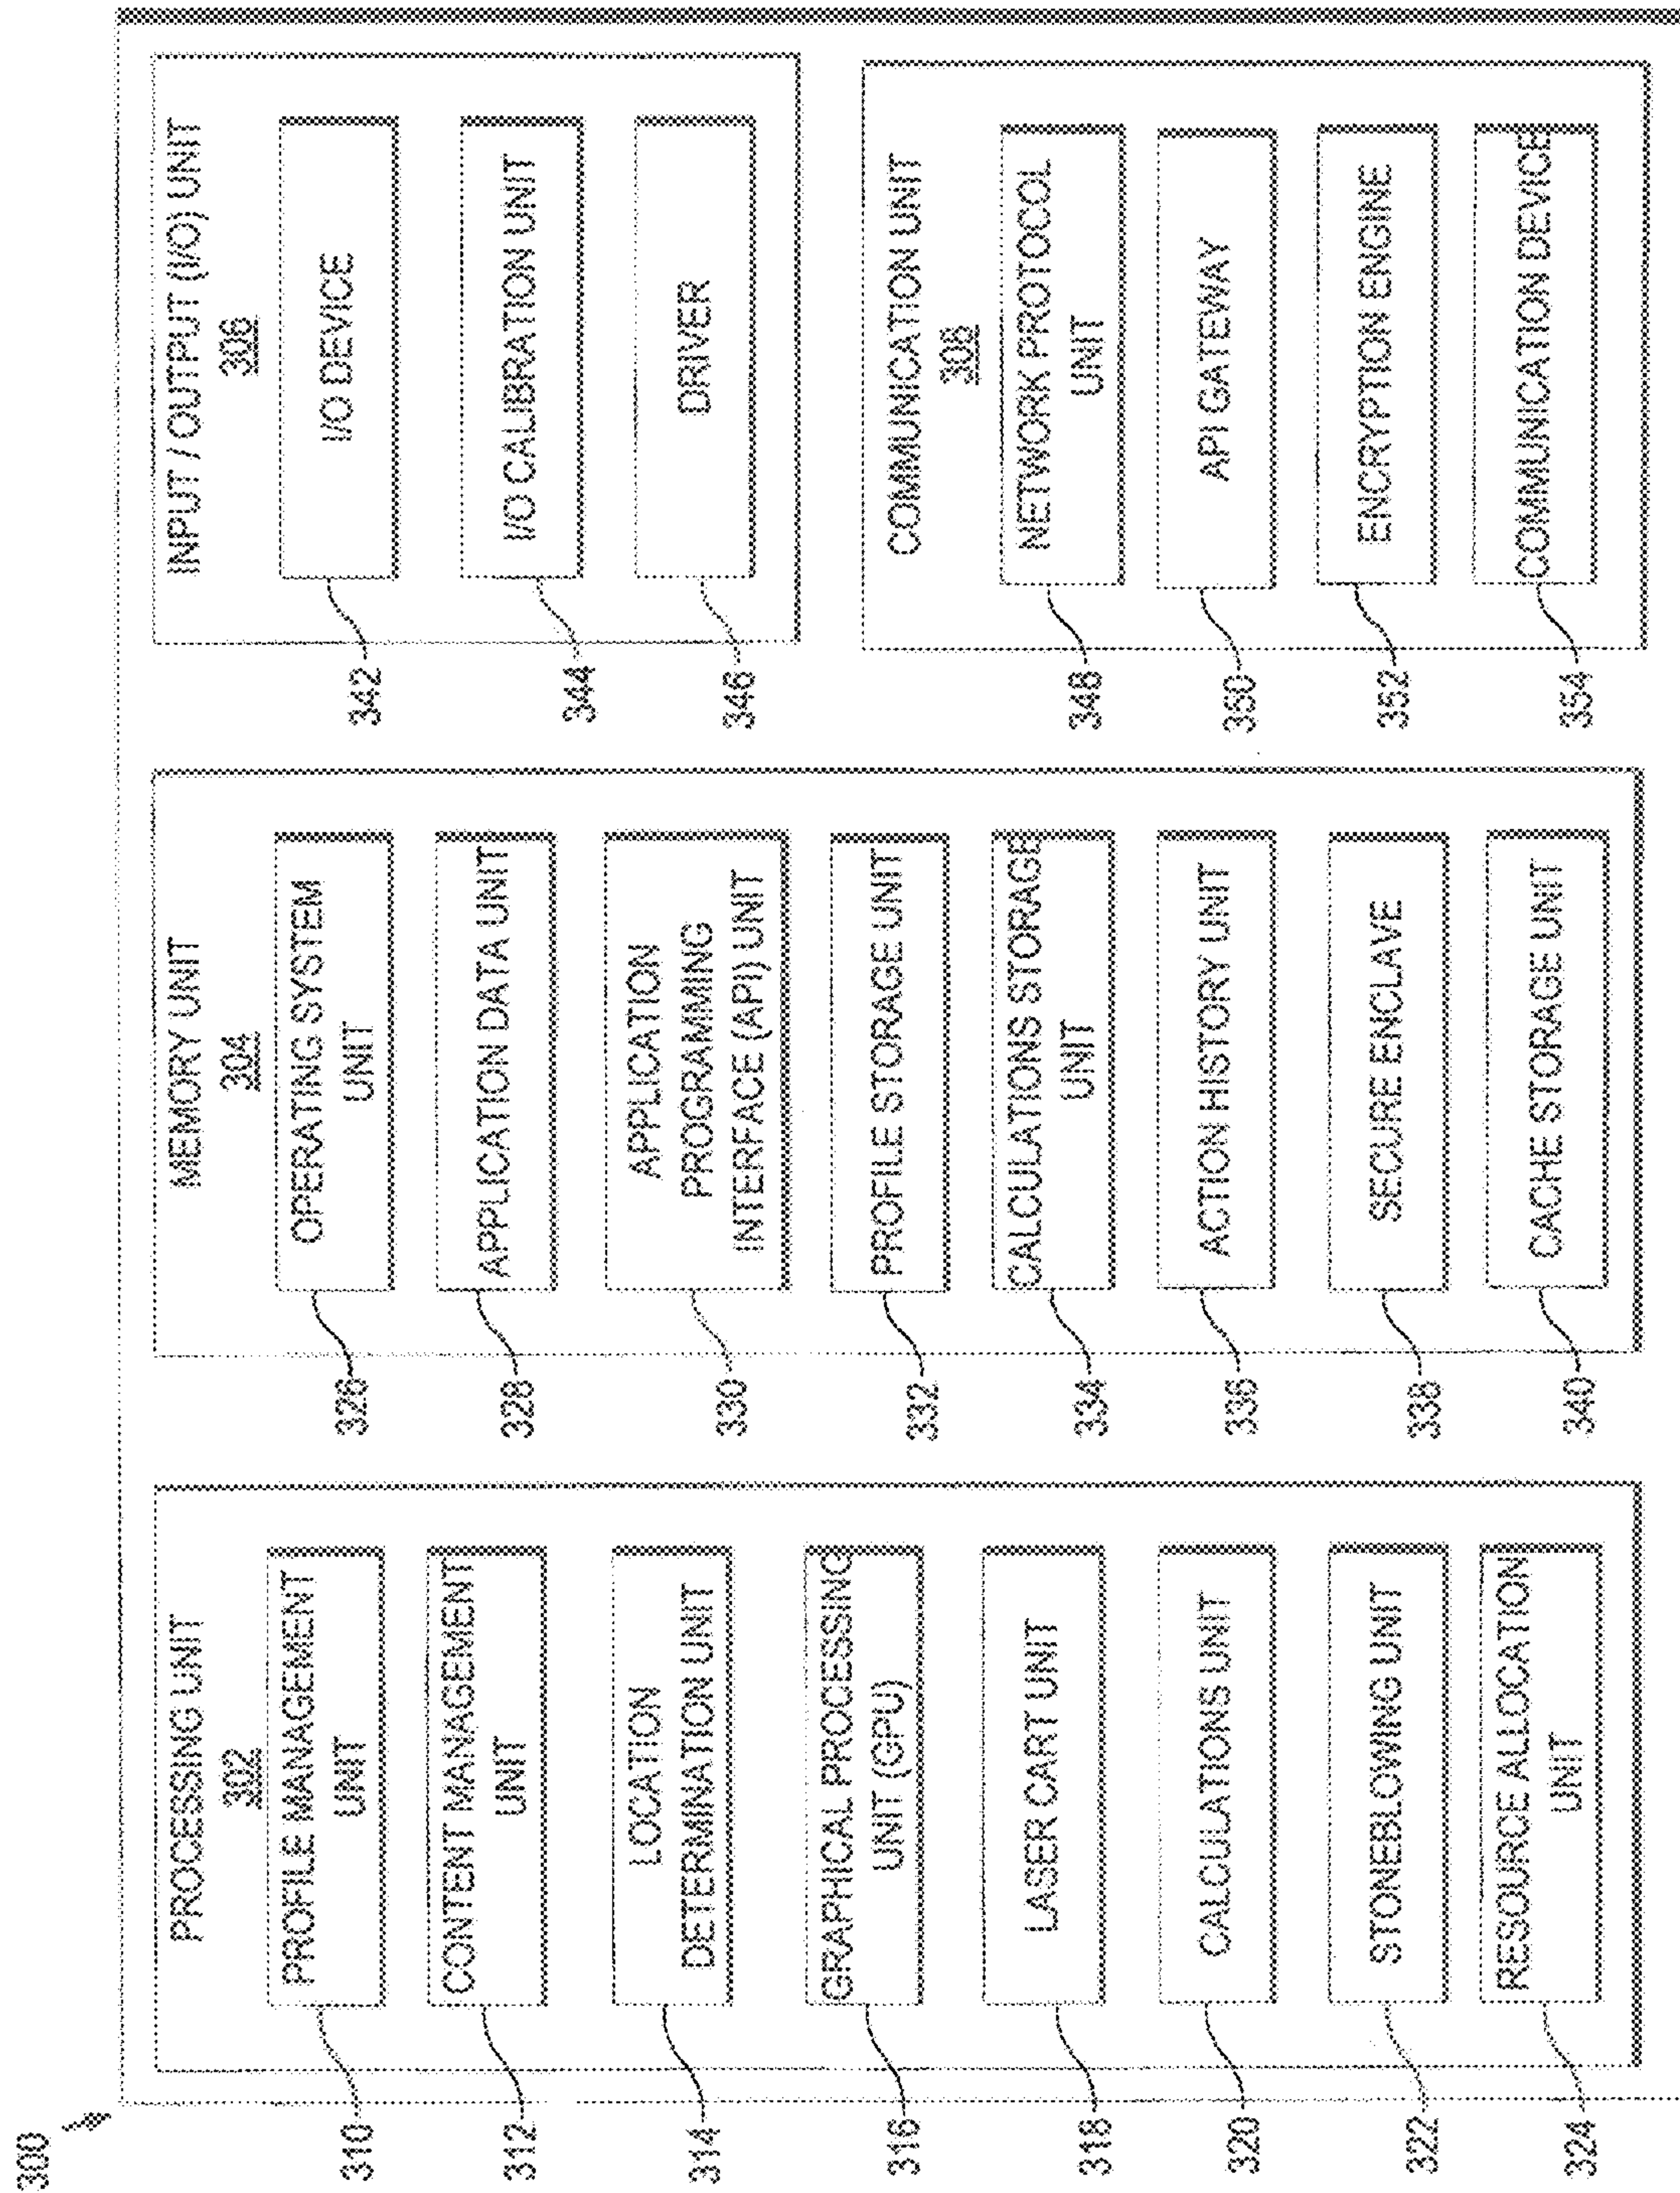 300
PROCESSING UNIT
302
310
PROFILE MANAGEMENT
UNIT
312
CONTENT MANAGEMENT
UNIT
314
LOCATION
DETERMINATION UNIT
316
GRAPHICAL PROCESSING
UNIT (GPU)
318
LASER CART UNIT
320
CALCULATIONS UNIT
322
STONEBLOWING UNIT
324
RESOURCE ALLOCATION
UNIT
MEMORY UNIT
304
326
OPERATING SYSTEM
UNIT
328
APPLICATION DATA UNIT
330
APPLICATION
PROGRAMMING
INTERFACE (API) UNIT
332
PROFILE STORAGE UNIT
334
CALCULATIONS STORAGE
UNIT
336
ACTION HISTORY UNIT
338
SECURE ENCLAVE
340
CACHE STORAGE UNIT
INPUT / OUTPUT (I/O) UNIT
306
342
I/O DEVICE
344
I/O CALIBRATION UNIT
346
DRIVER
COMMUNICATION UNIT
308
348
NETWORK PROTOCOL
UNIT
350
API GATEWAY
352
ENCRYPTION ENGINE
354
COMMUNICATION DEVICE